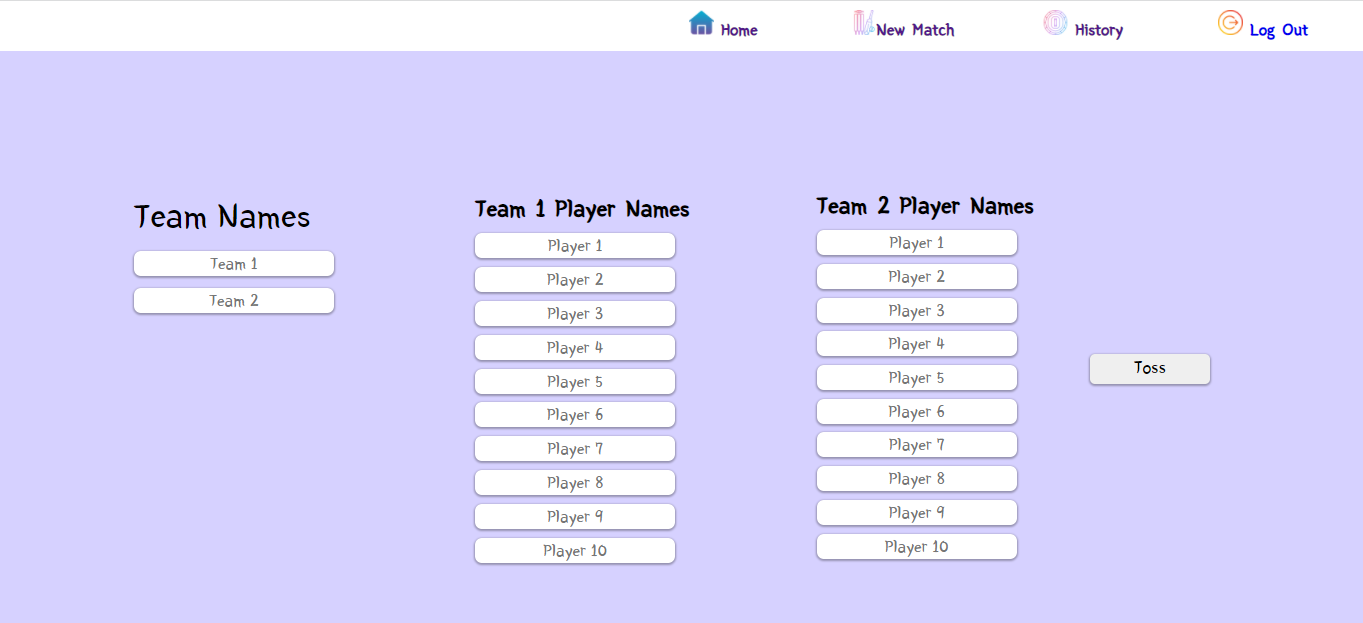 Home New Match History Log Out
Team Names
Team 1
Team 2
Team 1 Player Names
Player 1
Player 2
Player 3
Player 4
Player 5
Player 6
Player 7
Player 8
Player 9
Player 10
Team 2 Player Names
Player 1
Player 2
Player 3
Player 4
Player 5
Player 6
Player 7
Player 8
Player 9
Player 10
Toss